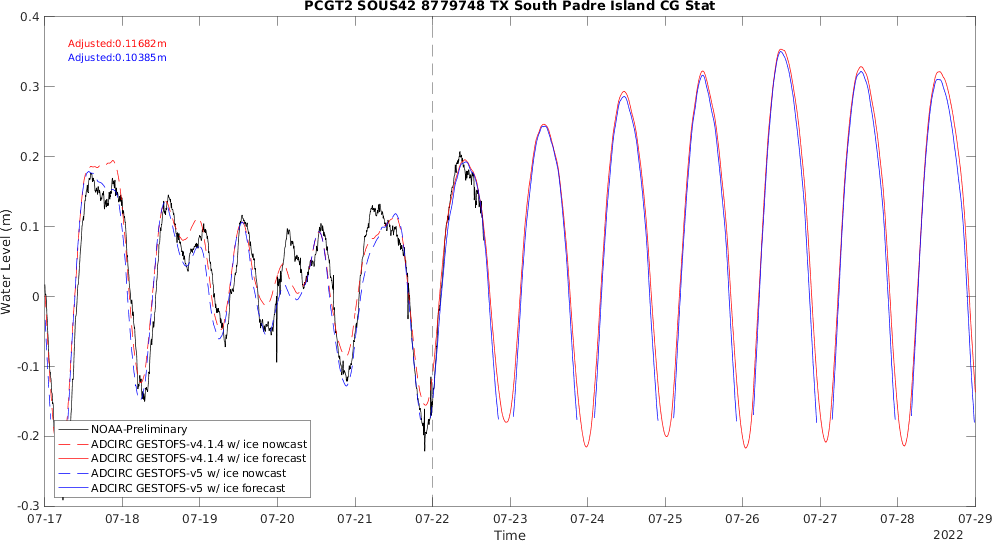 PCGT2 SOUS42 8779748 TX South Padre Island CG Stat
Adjusted:0.11682m
Adjusted:0.10385m
0.4
0.3
0.2
0.1
0
-0.1
-0.2
-0.3
Water Level (m)
NOAA-Preliminary
ADCIRC GESTOFS-v4.1.4 w/ ice nowcast
ADCIRC GESTOFS-v4.1.4 w/ ice forecast
ADCIRC GESTOFS-v5 w/ ice nowcast
ADCIRC GESTOFS-v5 w/ ice forecast
07-17 07-18 07-19 07-20 07-21 07-22 07-23 07-24 07-25 07-26 07-27 07-28 07-29
Time
2022